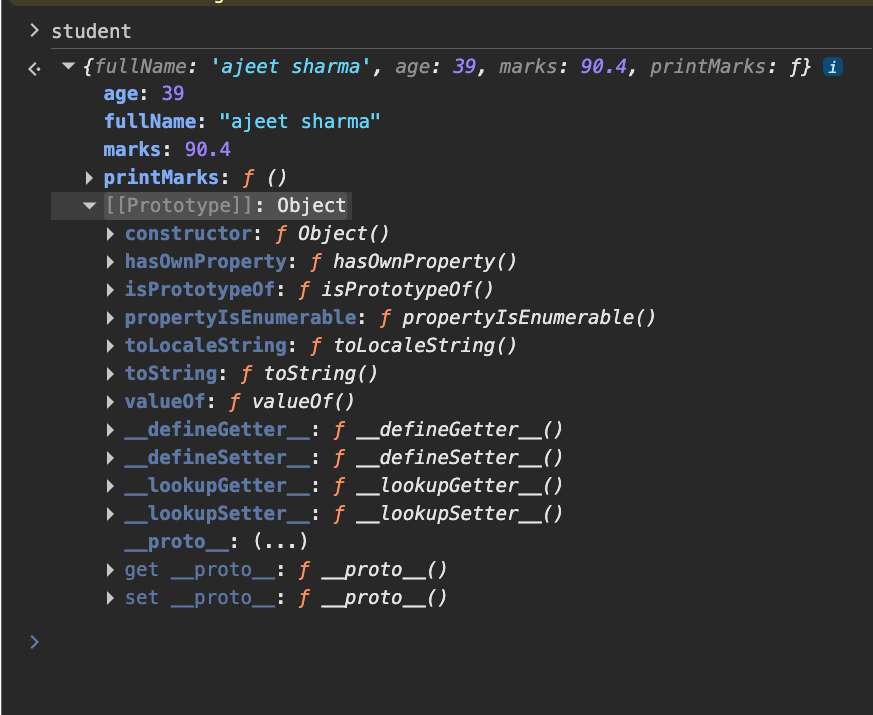 > student
{fullName: 'ajeet sharma', age: 39, marks: 90.4, printMarks: ƒ} i
age: 39
fullName: "ajeet sharma"
marks: 90.4
printMarks: ƒ ()
[[Prototype]]: Object
constructor: ƒ Object()
hasOwnProperty: ƒ hasOwnProperty()
isPrototypeOf: ƒ isPrototypeOf()
propertyIsEnumerable: ƒ propertyIsEnumerable()
toLocaleString: ƒ toLocaleString()
toString: ƒ toString()
valueOf: ƒ valueOf()
__defineGetter__: ƒ __defineGetter__()
__defineSetter__: ƒ __defineSetter__()
__lookupGetter__: ƒ __lookupGetter__()
__lookupSetter__: ƒ __lookupSetter__()
__proto__: (...)
get __proto__: ƒ __proto__()
set __proto__: ƒ __proto__()
>